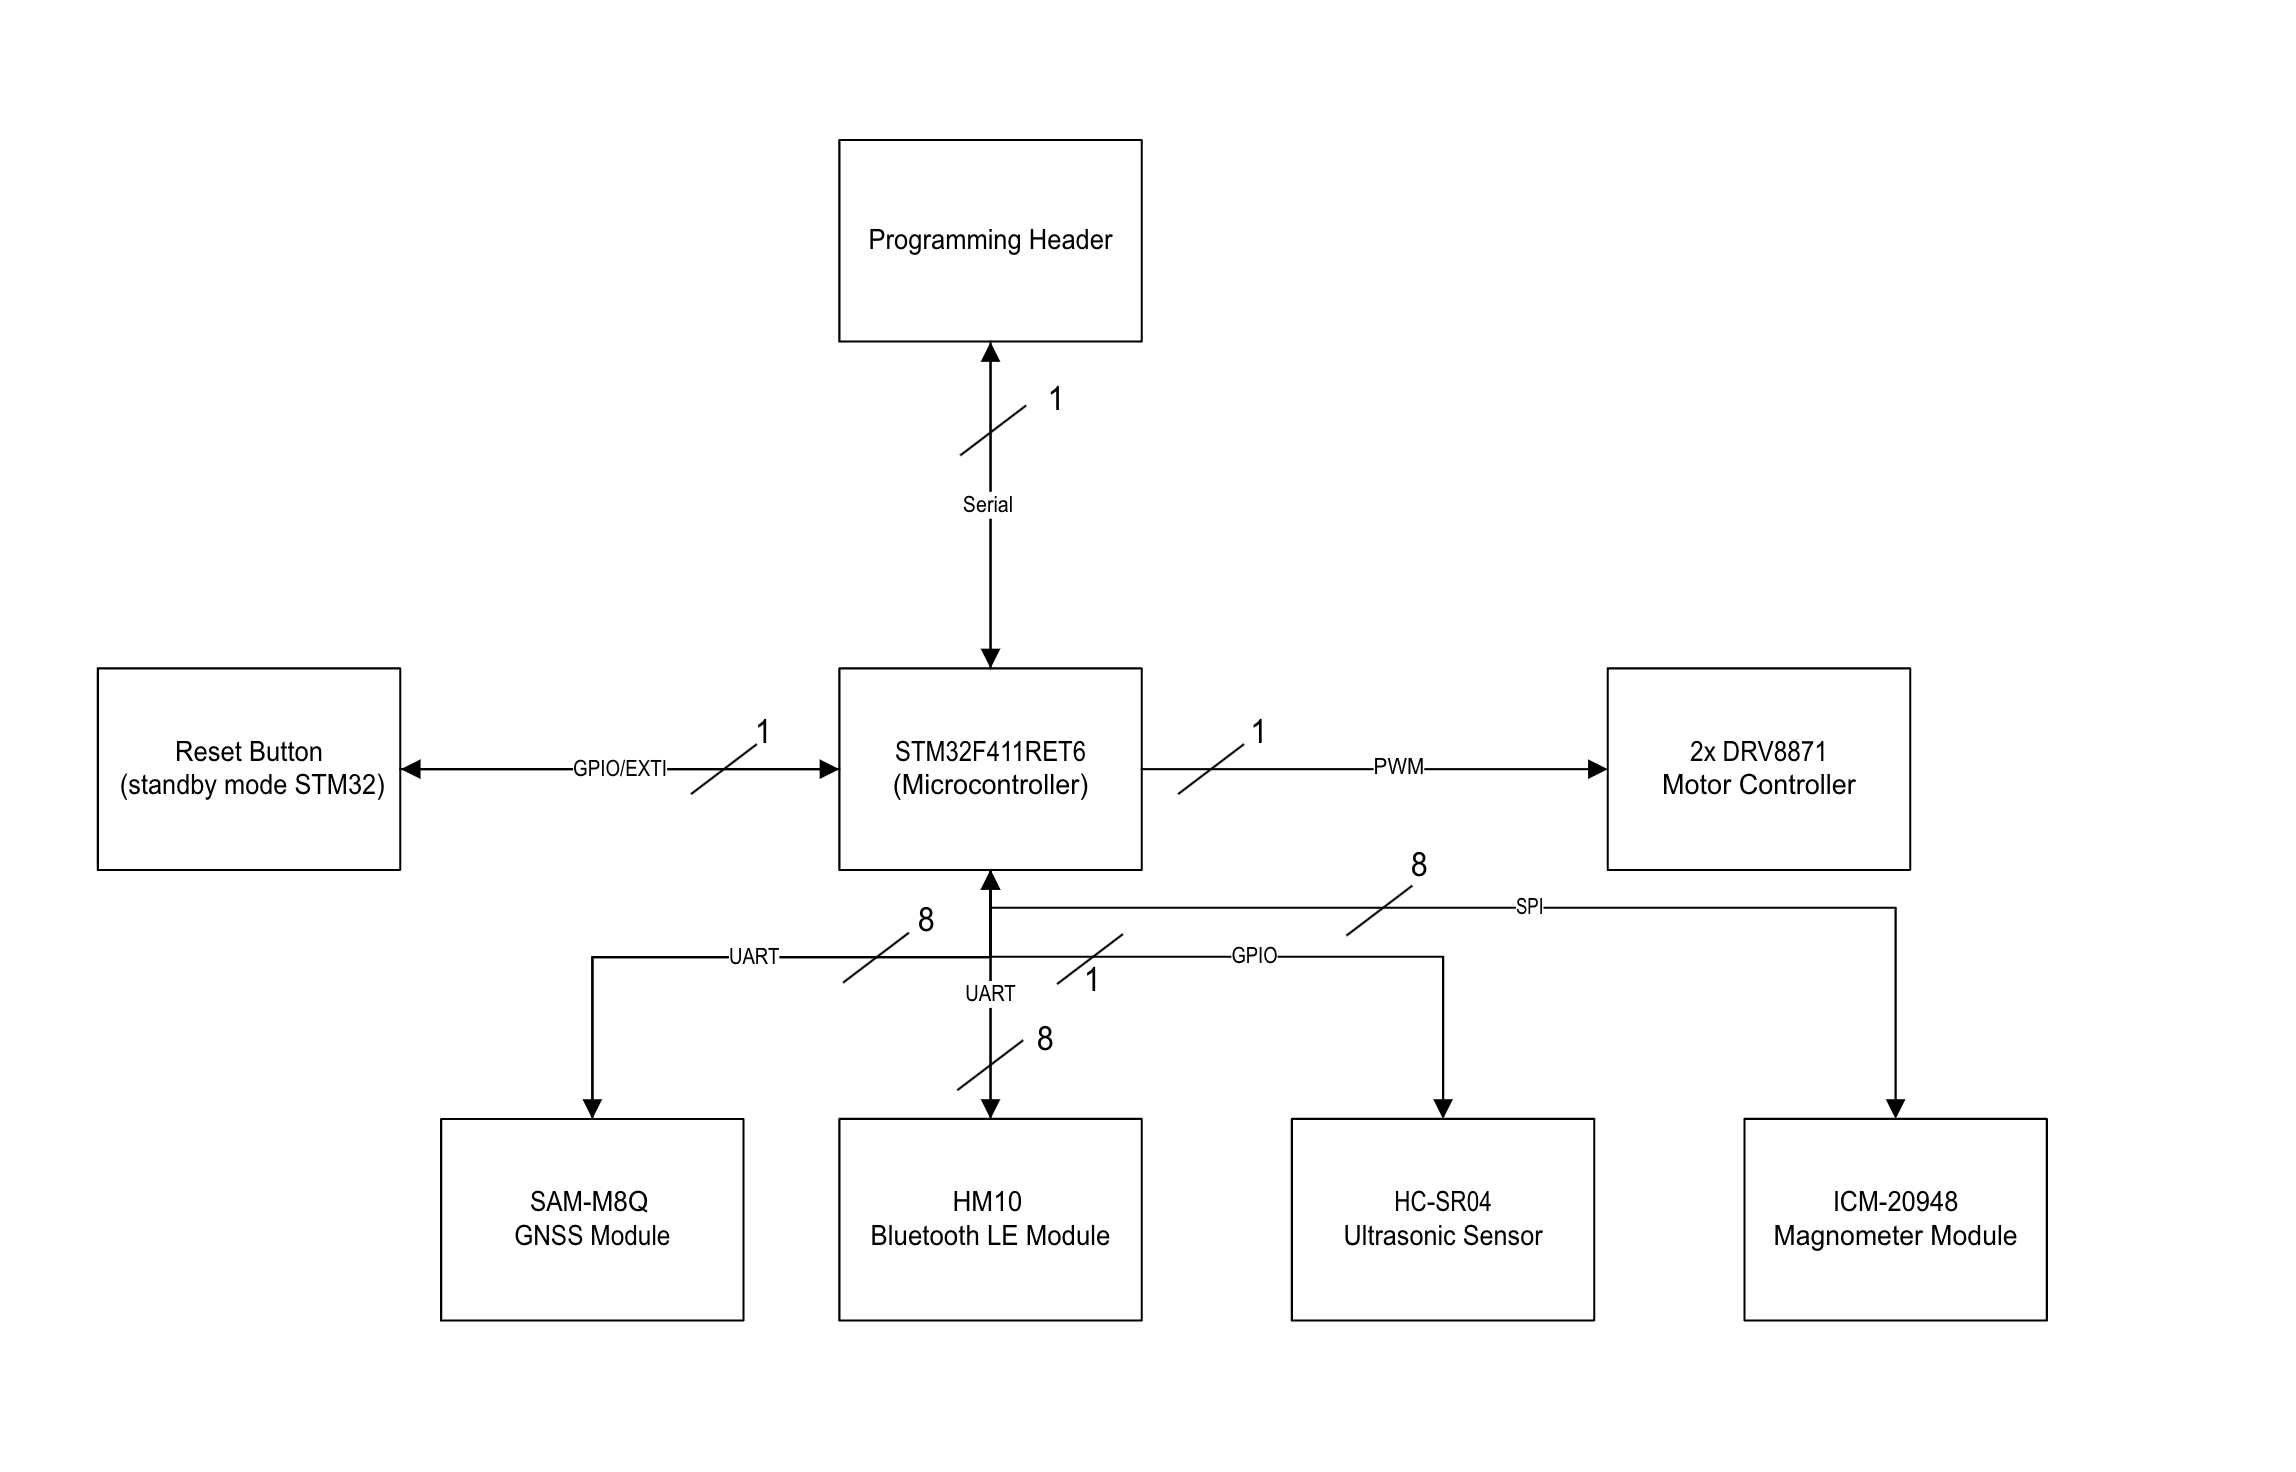 Programming Header
1
Serial
Reset Button
(standby mode STM32)
GPIO/EXTI
1
STM32F411RET6
(Microcontroller)
1
PWM
2x DRV8871
Motor Controller
8
SPI
8
UART
GPIO
1
UART
8
SAM-M8Q
GNSS Module
HM10
Bluetooth LE Module
HC-SR04
Ultrasonic Sensor
ICM-20948
Magnometer Module